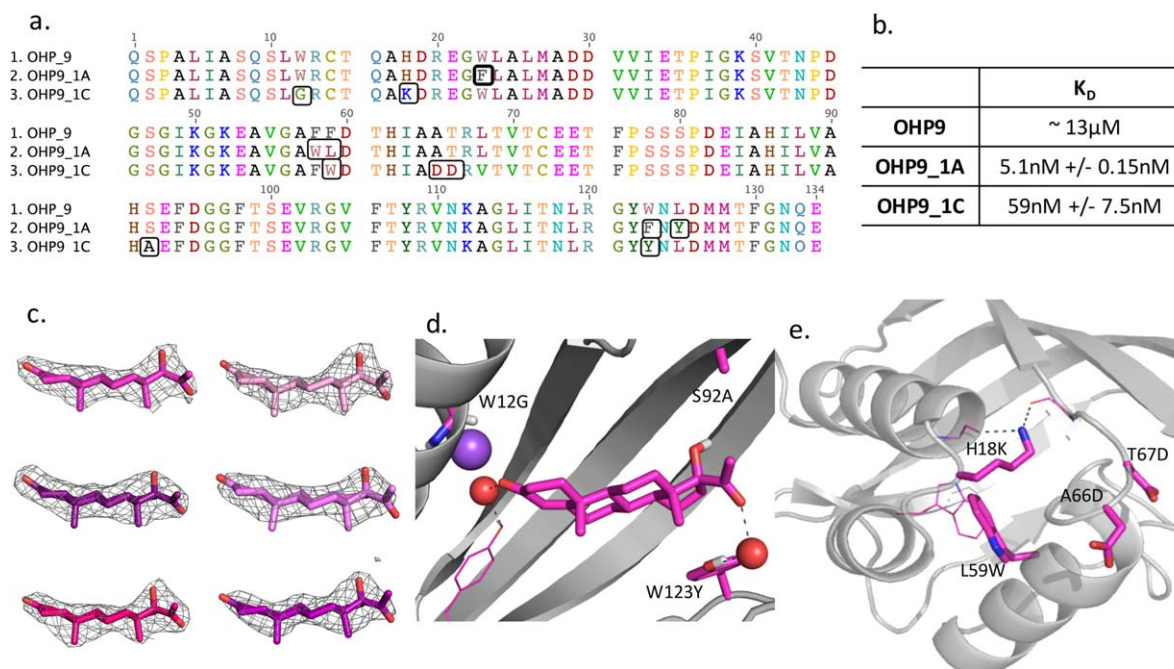 a.
1 10 20 30 40
1. OHP_9 QSPALIASQSLWRCT QAHDREGWLALMADD VVIETPIGKSVTNPD
2. OHP9_1A QSPALIASQSLWRCT QAHDREGFLALMADD VVIETPIGKSVTNPD
3. OHP9_1C QSPALIASQSLGRCT QAKDREGWLALMADD VVIETPIGKSVTNPD
50 60 70 80 90
1. OHP_9 GSGIKGKEAVGAFFD THIAATRLTVTCEET FPSSSPDEIAHILVA
2. OHP9_1A GSGIKGKEAVGAWLD THIAATRLTVTCEET FPSSSPDEIAHILVA
3. OHP9_1C GSGIKGKEAVGAFWD THIADDRVTVTCEET FPSSSPDEIAHILVA
100 110 120 130 134
1. OHP_9 HSEFDGGFTSEVRGV FTYRVNKAGLITNLR GYWNLDMMTFGNQE
2. OHP9_1A HSEFDGGFTSEVRGV FTYRVNKAGLITNLR GYFNYDMMTFGNQE
3. OHP9_1C HAEFDGGFTSEVRGV FTYRVNKAGLITNLR GYYNLDMMTFGNQE
b.
KD
OHP9 ~ 13µM
OHP9_1A 5.1nM +/- 0.15nM
OHP9_1C 59nM +/- 7.5nM
c.
d.
W12G
S92A
W123Y
e.
H18K
T67D
A66D
L59W